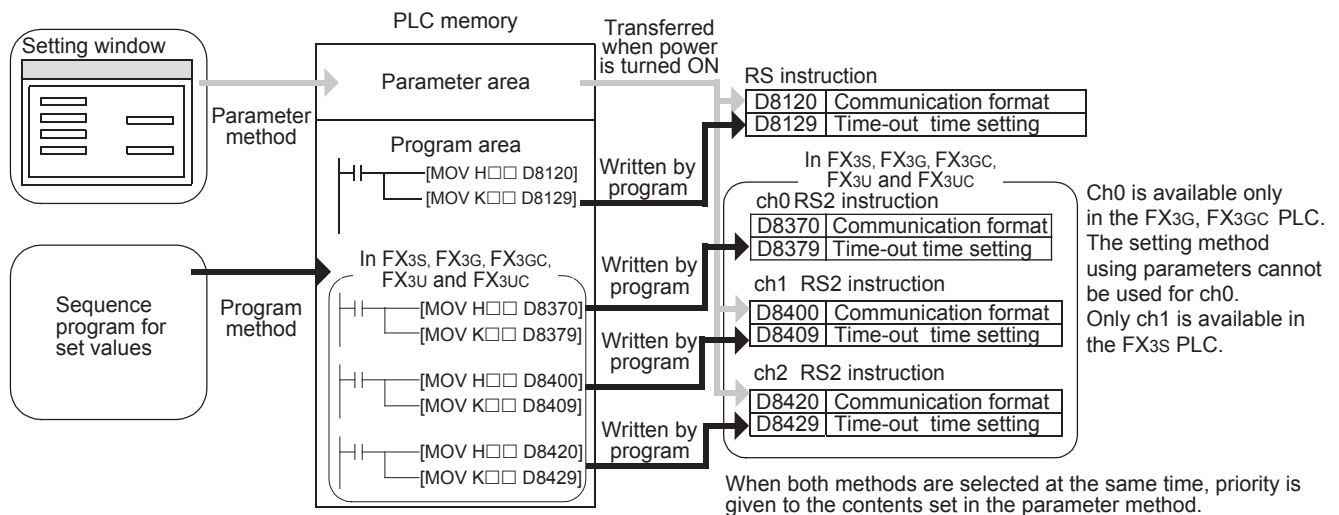 Setting window
Parameter
method
Sequence
program for
set values
Program
method
PLC memory
Parameter area
Program area
[MOV H□□ D8120]
[MOV K□□ D8129]
In FX3S, FX3G, FX3GC,
FX3U and FX3UC
[MOV H□□ D8370]
[MOV K□□ D8379]
[MOV H□□ D8400]
[MOV K□□ D8409]
[MOV H□□ D8420]
[MOV K□□ D8429]
Transferred
when power
is turned ON
Written by
program
Written by
program
Written by
program
Written by
program
RS instruction
D8120 Communication format
D8129 Time-out time setting
In FX3S, FX3G, FX3GC,
FX3U and FX3UC
ch0 RS2 instruction
D8370 Communication format
D8379 Time-out time setting
ch1 RS2 instruction
D8400 Communication format
D8409 Time-out time setting
ch2 RS2 instruction
D8420 Communication format
D8429 Time-out time setting
Ch0 is available only
in the FX3G, FX3GC PLC.
The setting method
using parameters cannot
be used for ch0.
Only ch1 is available in
the FX3S PLC.
When both methods are selected at the same time, priority is
given to the contents set in the parameter method.